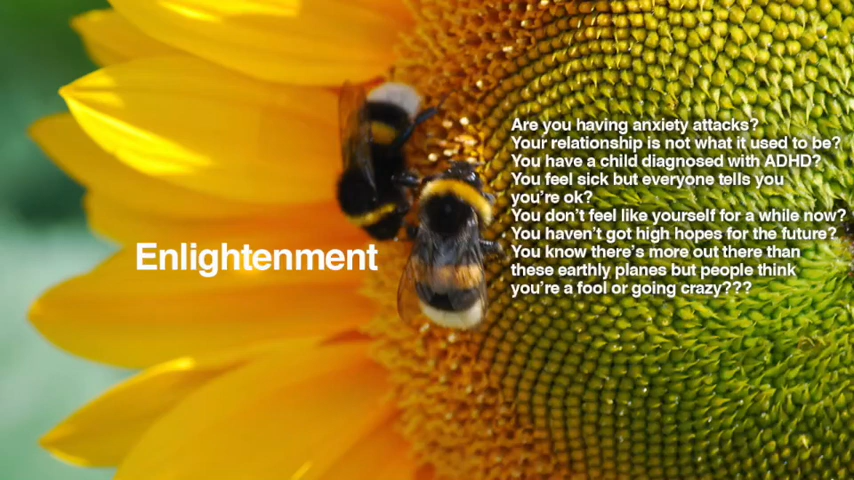 Enlightenment
Are you having anxiety attacks?
Your relationship is not what it used to be?
You have a child diagnosed with ADHD?
You feel sick but everyone tells you
you're ok?
You don't feel like yourself for a while now?
You haven't got high hopes for the future?
You know there's more out there than
these earthly planes but people think
you're a fool or going crazy???